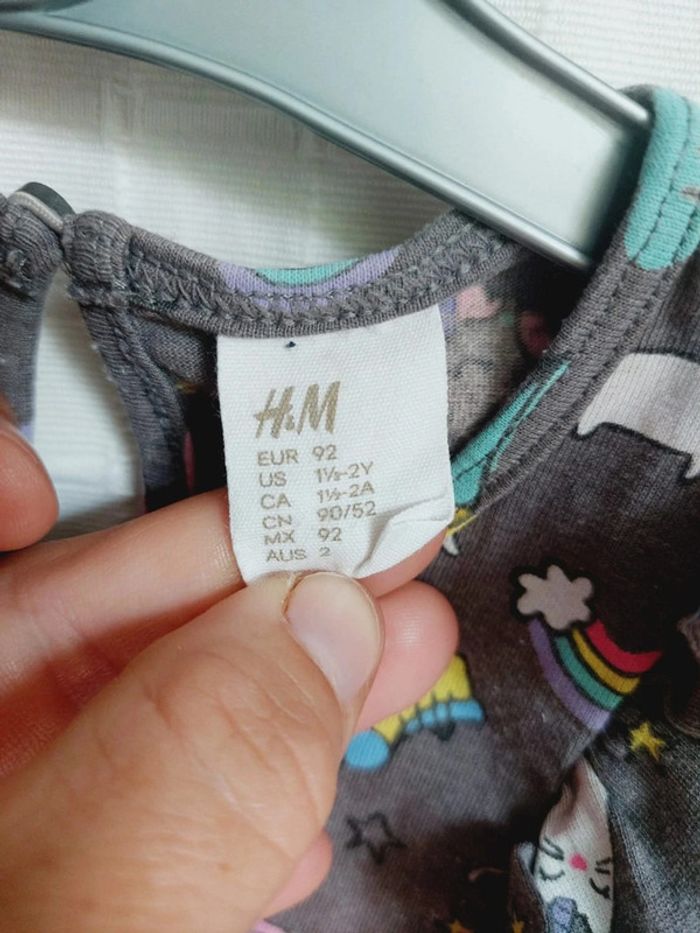 H&M
EUR 92
US 1½-2Y
CA 1½-2A
CN 90/52
MX 92
AUS 2